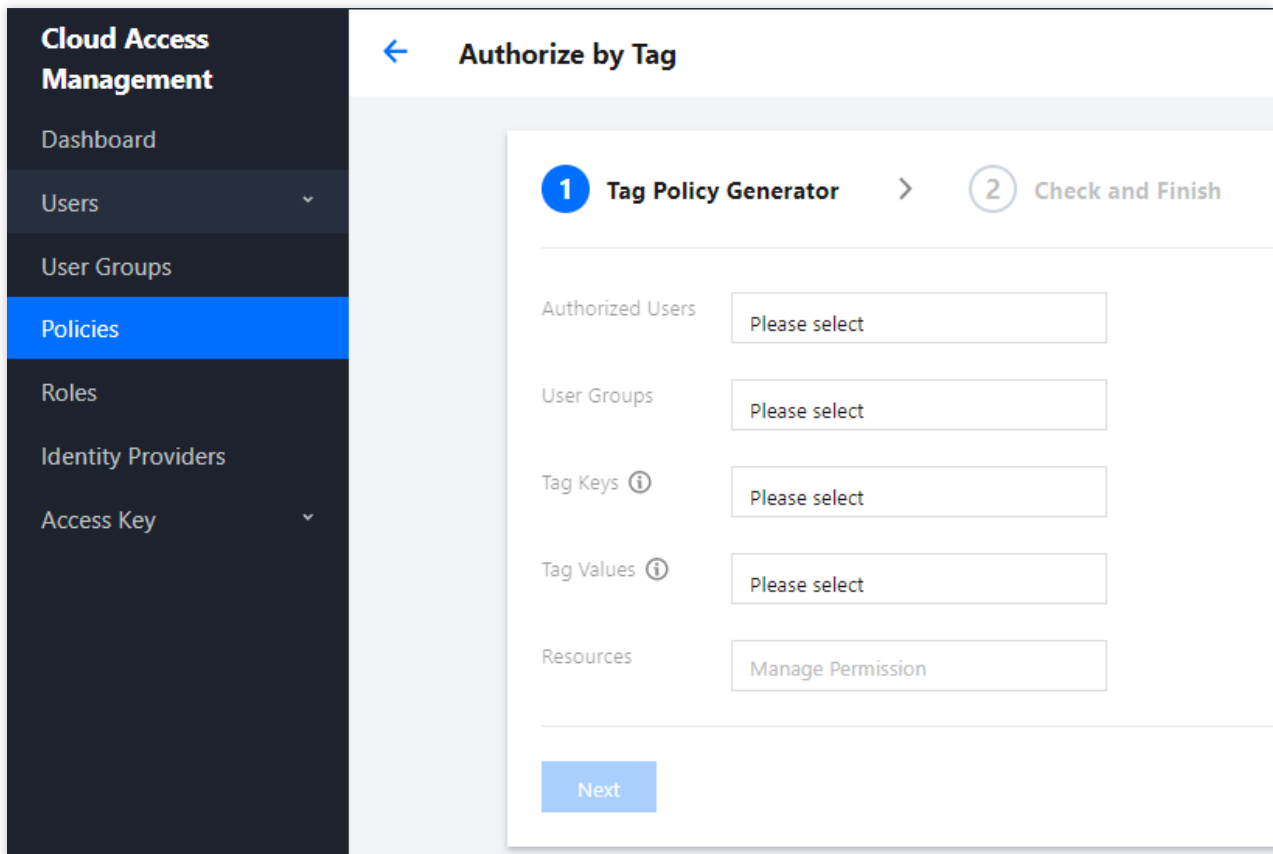 Cloud Access
Management
Dashboard
Users
User Groups
Policies
Roles
Identity Providers
Access Key
Authorize by Tag
1 Tag Policy Generator > 2 Check and Finish
Authorized Users Please select
User Groups Please select
Tag Keys Please select
Tag Values Please select
Resources Manage Permission
Next